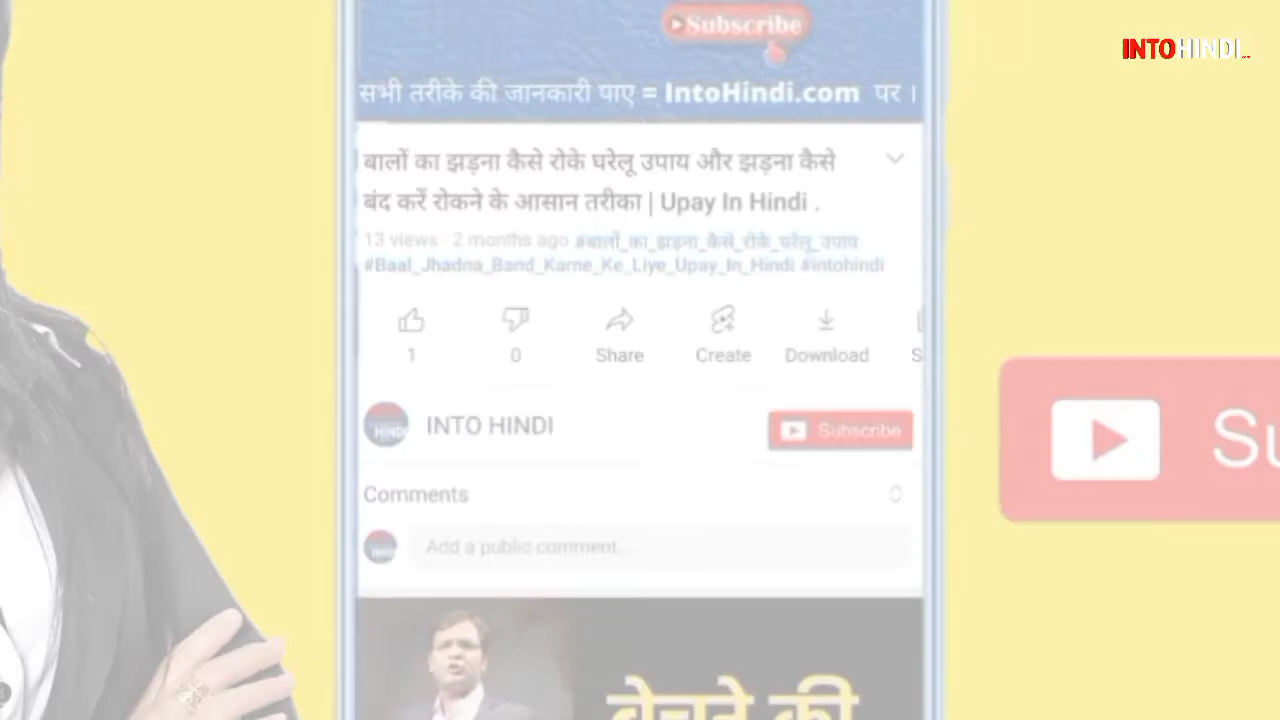 Subscribe
INTOHINDI
सभी तरीके की जानकारी पाए = IntoHindi.com पर ।
बालों का झड़ना कैसे रोके घरेलू उपाय और झड़ना कैसे
बंद करें रोकने के आसान तरीका | Upay In Hindi .
13 views · 2 months ago #बालों_का_झड़ना_कैसे_रोके_घरेलू_उपाय
#Baal_Jhadna_Band_Karne_Ke_Liye_Upay_In_Hindi #intohindi
1 0 Share Create Download S
INTO HINDI
HINDI
Subscribe
Su
Comments
Add a public comment...
बेचने की